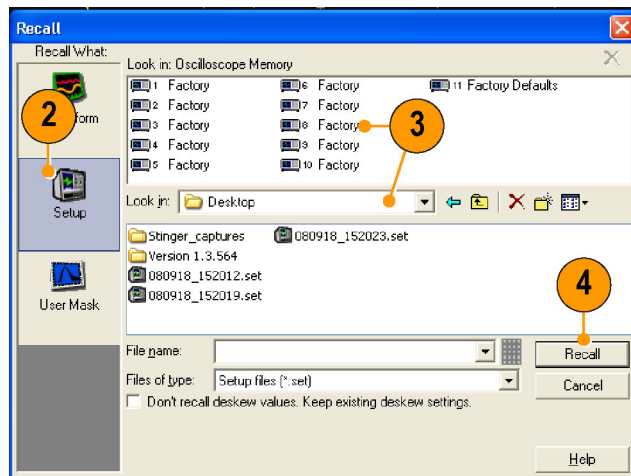 Recall
Recall What:
Look in: Oscilloscope Memory
1 Factory 6 Factory 11 Factory Defaults
2 Factory 7 Factory
3 Factory 8 Factory
4 Factory 9 Factory
5 Factory 10 Factory
form
2
3
Setup
Look in: Desktop
Stinger_captures 080918_152023.set
Version 1.3.564
080918_152012.set
080918_152019.set
User Mask
4
File name:
Recall
Files of type: Setup files (*.set)
Cancel
Don't recall deskew values. Keep existing deskew settings.
Help